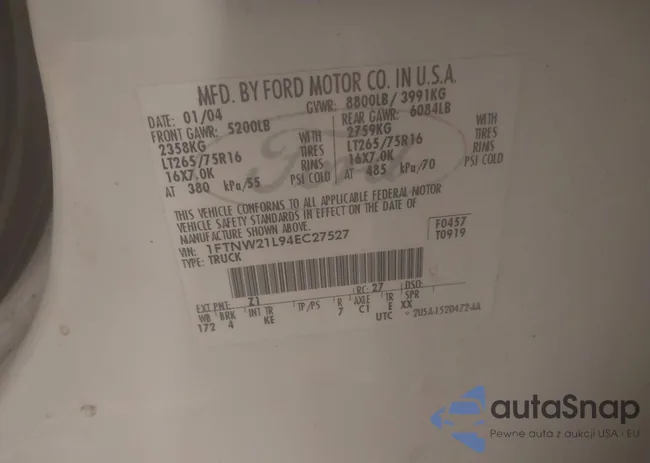 MFD. BY FORD MOTOR CO. IN U.S.A.
DATE: 01/04 GVWR: 8800LB/ 3991KG
FRONT GAWR: 5200LB REAR GAWR: 6084LB
2358KG WITH 2759KG WITH
LT265/75R16 TIRES LT265/75R16 TIRES
16X7.0K RIMS 16X7.0K RIMS
AT 380 kPa/55 PSI COLD AT 485 kPa/70 PSI COLD
Ford
THIS VEHICLE CONFORMS TO ALL APPLICABLE FEDERAL MOTOR
VEHICLE SAFETY STANDARDS IN EFFECT ON THE DATE OF
MANUFACTURE SHOWN ABOVE.
VIN: 1FTNW21L94EC27527 F0457
TYPE: TRUCK T0919
EXT PNT: Z1 RC: 27 DSO:
WB BRK INT TR TP/PS R AXLE TR SPR
172 4 KE 7 C1 E XX
UTC 2U5A-1520472-AA
autaSnap
Pewne auta z aukcji USA i EU